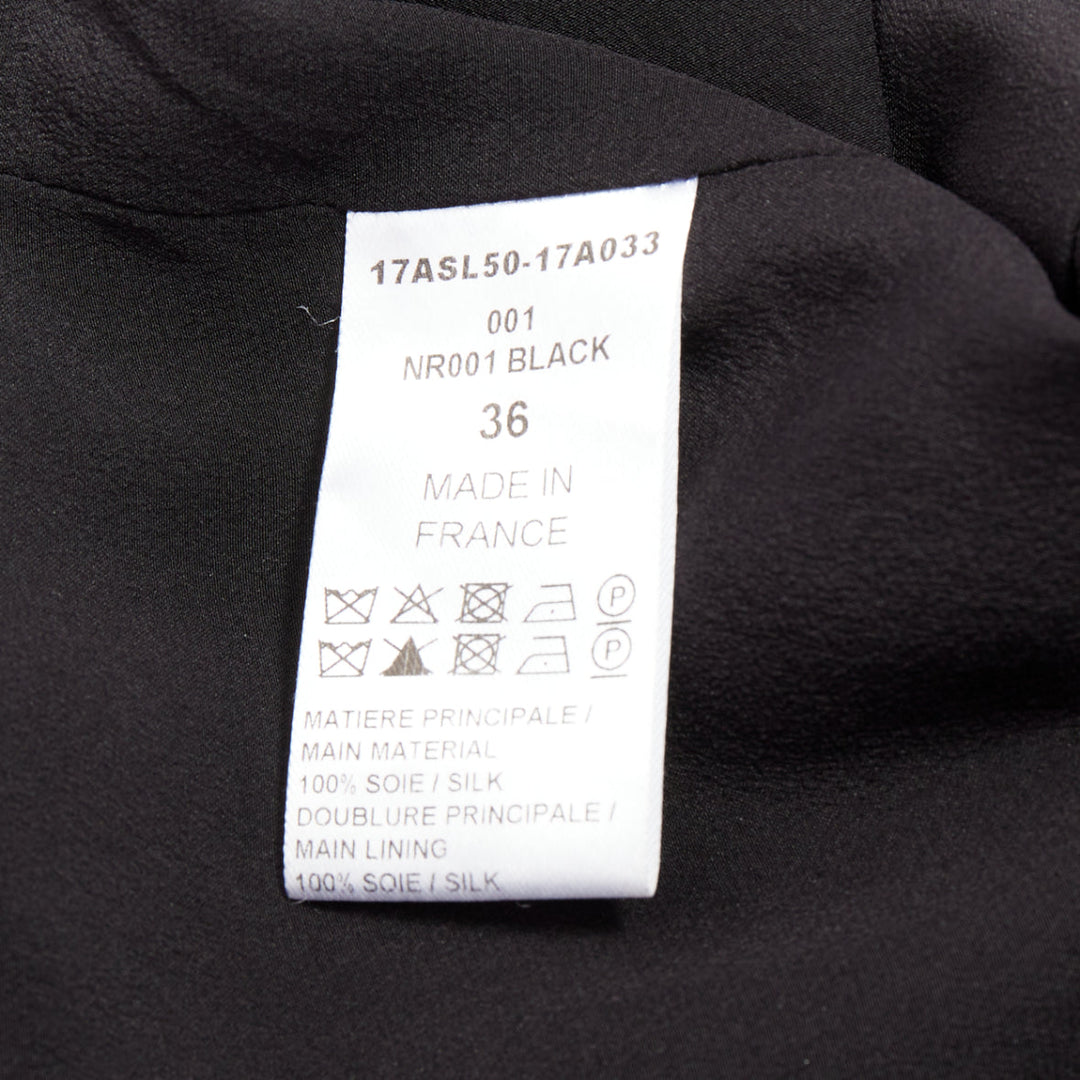 17ASL50-17A033
001
NR001 BLACK
36
MADE IN
FRANCE
P
P
MATIERE PRINCIPALE /
MAIN MATERIAL
100% SOIE / SILK
DOUBLURE PRINCIPALE /
MAIN LINING
100% SOIE / SILK